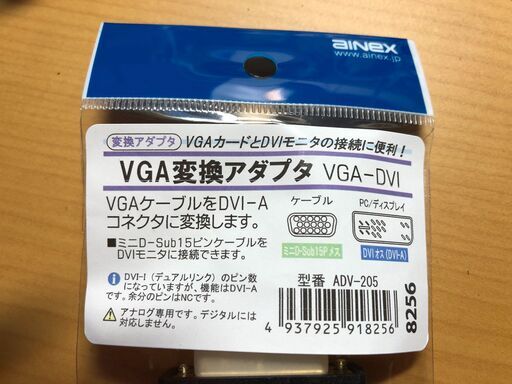 ainex
www.ainex.jp
変換アダプタ VGAカードとDVIモニタの接続に便利!
VGA変換アダプタ VGA-DVI
VGAケーブルをDVI-A
コネクタに変換します。
■ミニD-Sub15ピンケーブルを
DVIモニタに接続できます。
ケーブル
PC/ディスプレイ
ミニD-Sub15P メス
DVI オス (DVI-A)
i DVI-I(デュアルリンク)のピン数
になっていますが、機能はDVI-A
です。余分のピンはNCです。
アナログ専用です。デジタルには
対応しません。
型番 ADV-205
4 937925 918256
8256